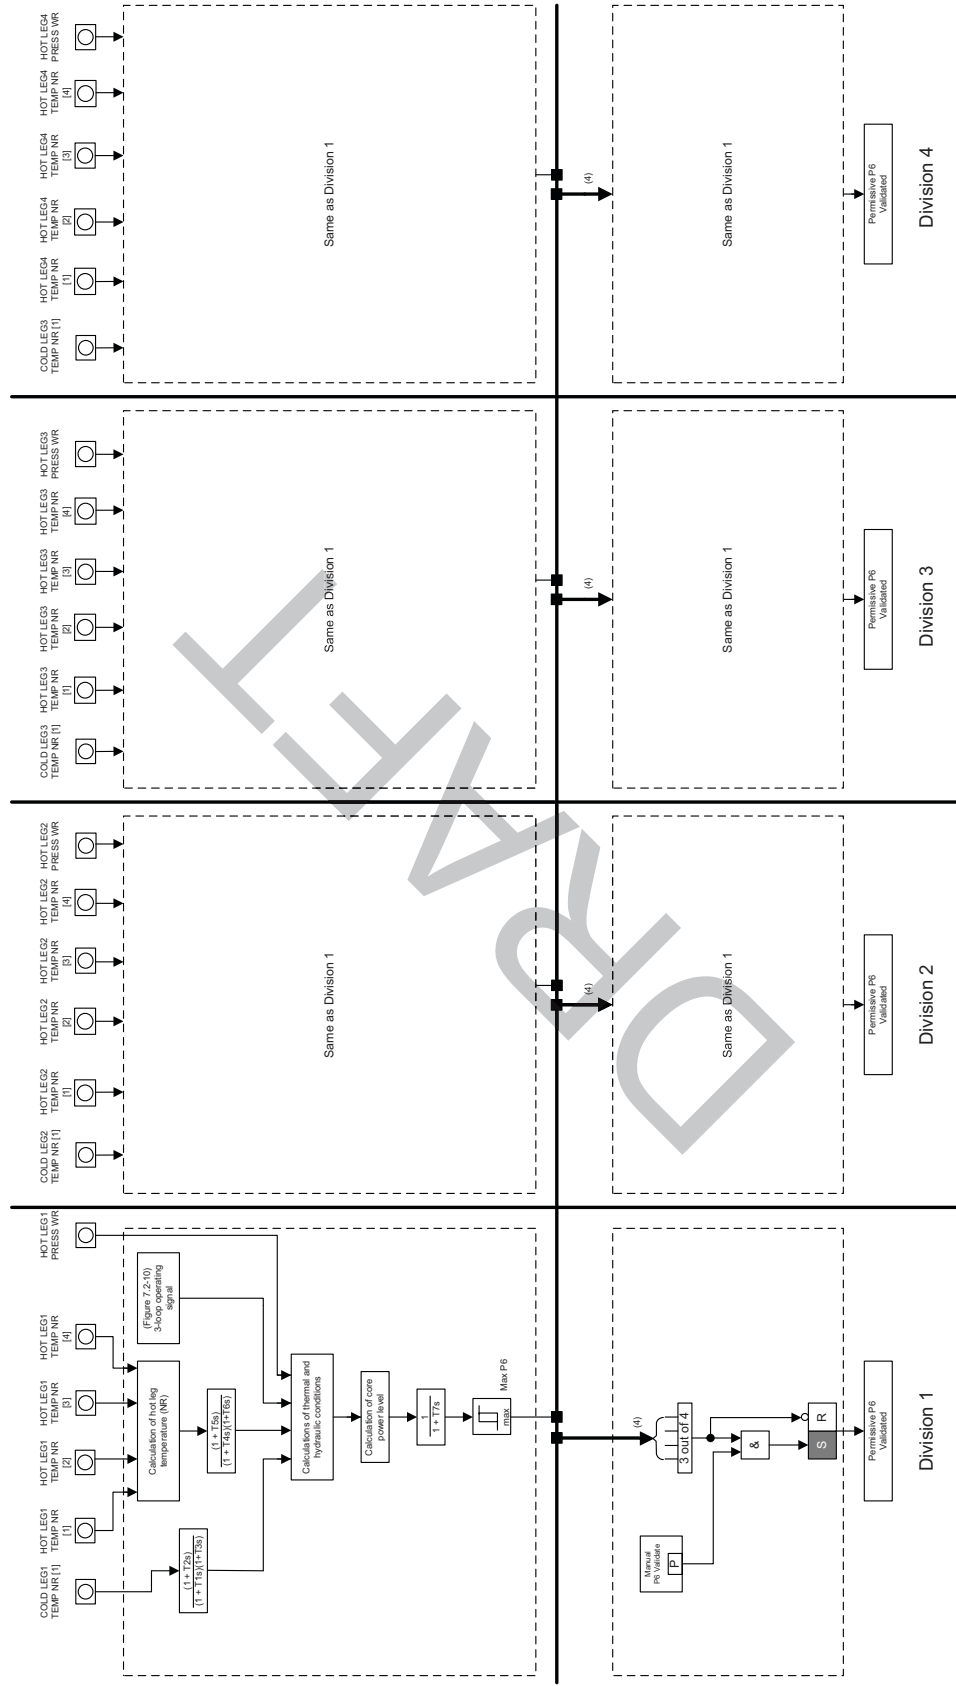 COLD LEG1
TEMP NR [1]
HOT LEG1
TEMP NR
[1]
HOT LEG1
TEMP NR
[2]
HOT LEG1
TEMP NR
[3]
HOT LEG1
TEMP NR
[4]
HOT LEG1
PRESS WR
Calculation of hot leg
temperature (NR)
(Figure 7.2-10)
3-loop operating
signal
(1 + T2s)
(1 + T1s)(1+T3s)
(1 + T5s)
(1 + T4s)(1+T6s)
Calculations of thermal and
hydraulic conditions
Calculation of core
power level
1
1 + T7s
max
Max P6
(4)
3 out of 4
Manual
P6 Validate
P
&
S
R
Permissive P6
Validated
Division 1
COLD LEG2
TEMP NR [1]
HOT LEG2
TEMP NR
[1]
HOT LEG2
TEMP NR
[2]
HOT LEG2
TEMP NR
[3]
HOT LEG2
TEMP NR
[4]
HOT LEG2
PRESS WR
Same as Division 1
(4)
Same as Division 1
Permissive P6
Validated
Division 2
COLD LEG3
TEMP NR [1]
HOT LEG3
TEMP NR
[1]
HOT LEG3
TEMP NR
[2]
HOT LEG3
TEMP NR
[3]
HOT LEG3
TEMP NR
[4]
HOT LEG3
PRESS WR
Same as Division 1
(4)
Same as Division 1
Permissive P6
Validated
Division 3
COLD LEG3
TEMP NR [1]
HOT LEG4
TEMP NR
[1]
HOT LEG4
TEMP NR
[2]
HOT LEG4
TEMP NR
[3]
HOT LEG4
TEMP NR
[4]
HOT LEG4
PRESS WR
Same as Division 1
(4)
Same as Division 1
Permissive P6
Validated
Division 4
DRAFT